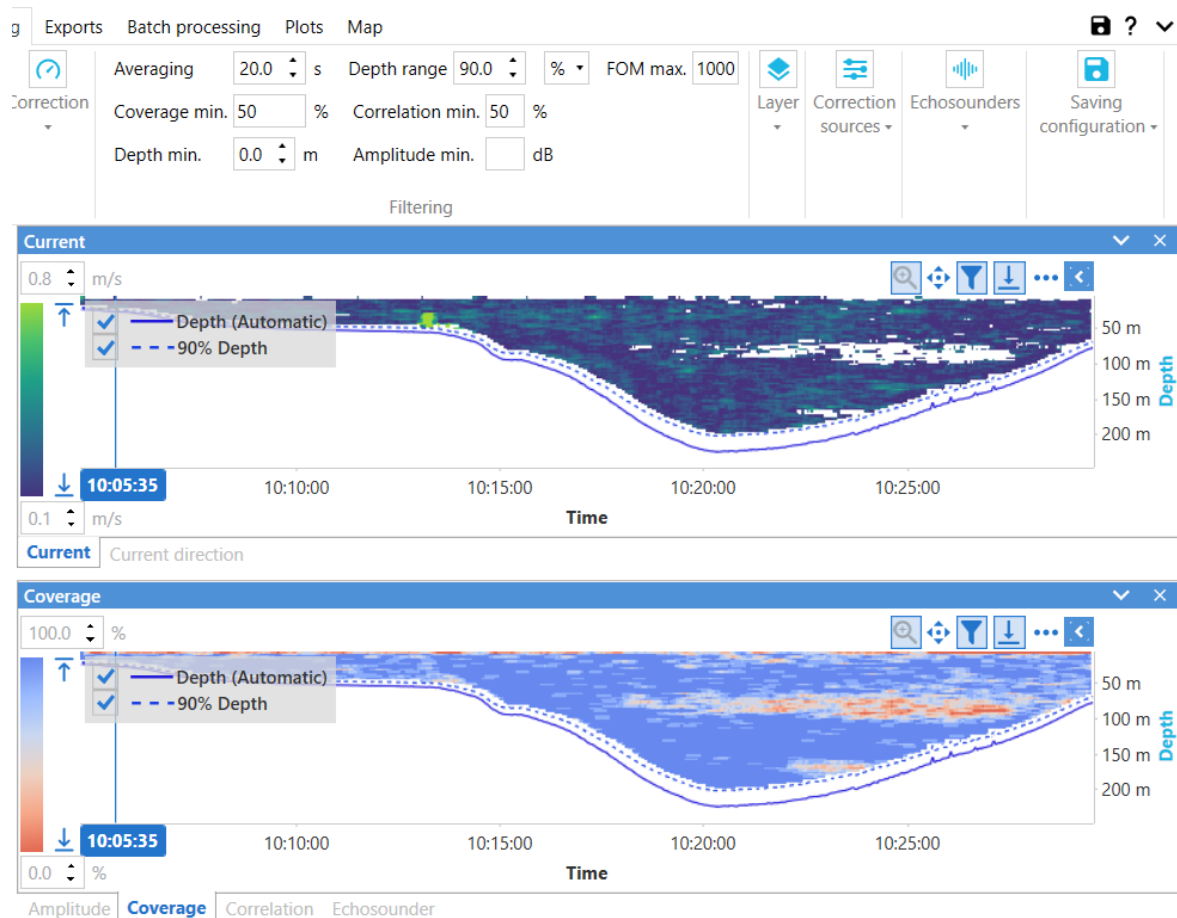 g Exports Batch processing Plots Map ?
Averaging 20.0 s Depth range 90.0 % FOM max. 1000
Coverage min. 50 % Correlation min. 50 %
Depth min. 0.0 m Amplitude min. dB
Filtering
orrection
Layer
Correction
sources
Echosounders
Saving
configuration
Current
0.8 m/s
Depth (Automatic)
90% Depth
50 m
100 m
150 m
200 m
Depth
10:05:35 10:10:00 10:15:00 10:20:00 10:25:00
Time
0.1 m/s
Current Current direction
Coverage
100.0 %
Depth (Automatic)
90% Depth
50 m
100 m
150 m
200 m
Depth
10:05:35 10:10:00 10:15:00 10:20:00 10:25:00
Time
0.0 %
Amplitude Coverage Correlation Echosounder